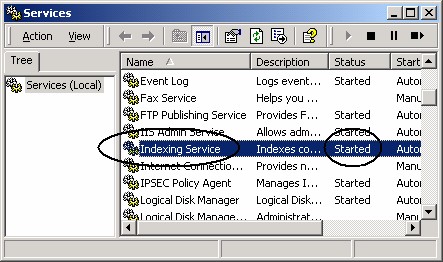 Services
Action View
Tree
Services (Local)
Name Description Status Start
Event Log Logs event... Started Autor
Fax Service Helps you ... Manu
FTP Publishing Service Provides F... Started Autor
IIS Admin Service Allows adm... Started Autor
Indexing Service Indexes co... Started Autor
Internet Connectio... Provides n... Manu
IPSEC Policy Agent Manages I... Started Autor
Logical Disk Manager Logical Disk... Started Autor
Logical Disk Manag... Administrat... Manu